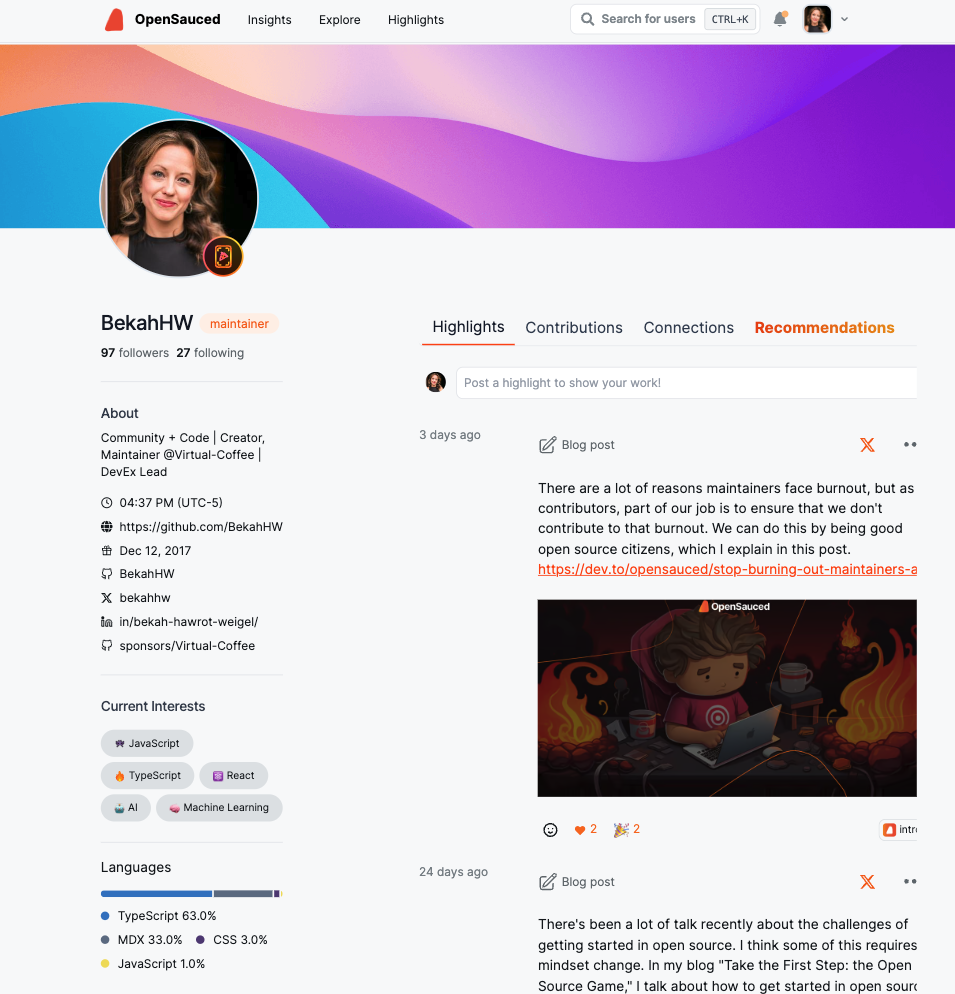 OpenSauced
Insights
Explore
Highlights
Search for users
CTRL+K
BekahHW
maintainer
97 followers 27 following
About
Community + Code | Creator,
Maintainer @Virtual-Coffee |
DevEx Lead
04:37 PM (UTC-5)
https://github.com/BekahHW
Dec 12, 2017
BekahHW
bekahhw
in/bekah-hawrot-weigel/
sponsors/Virtual-Coffee
Current Interests
JavaScript
TypeScript
React
AI
Machine Learning
Languages
TypeScript 63.0%
MDX 33.0%
CSS 3.0%
JavaScript 1.0%
Highlights
Contributions
Connections
Recommendations
Post a highlight to show your work!
3 days ago
Blog post
There are a lot of reasons maintainers face burnout, but as
contributors, part of our job is to ensure that we don't
contribute to that burnout. We can do this by being good
open source citizens, which I explain in this post.
https://dev.to/opensauced/stop-burning-out-maintainers-a
OpenSauced
2
2
intr
24 days ago
Blog post
There's been a lot of talk recently about the challenges of
getting started in open source. I think some of this requires
mindset change. In my blog "Take the First Step: the Open
Source Game," I talk about how to get started in open sour